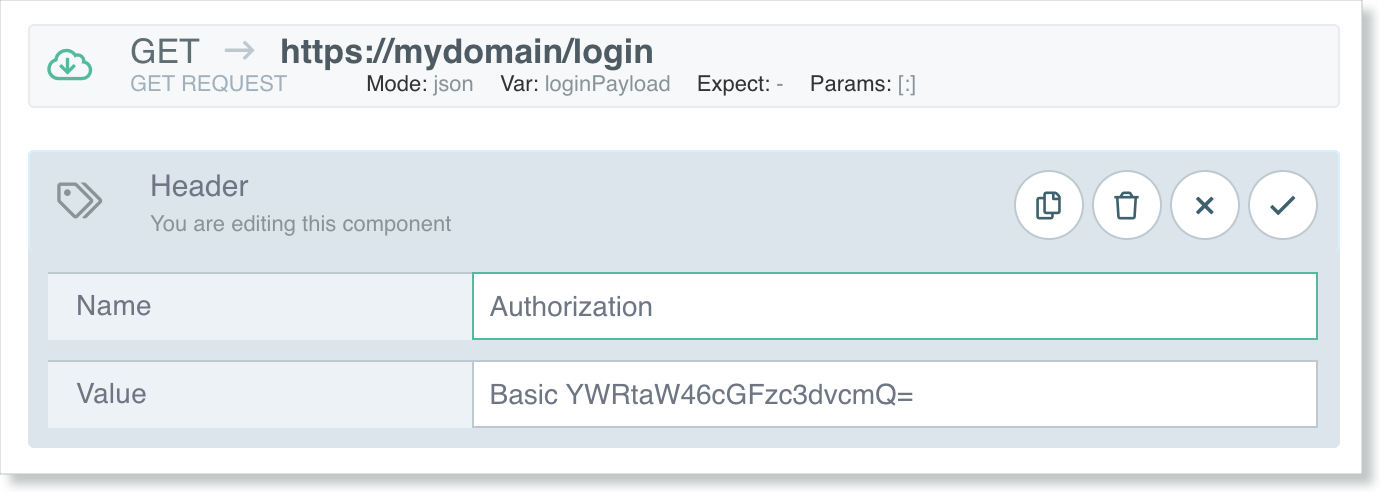 GET → https://mydomain/login
GET REQUEST Mode: json Var: loginPayload Expect: - Params: [:]
Header
You are editing this component
Name Authorization
Value Basic YWRtaW46cGFzc3dvcmQ=